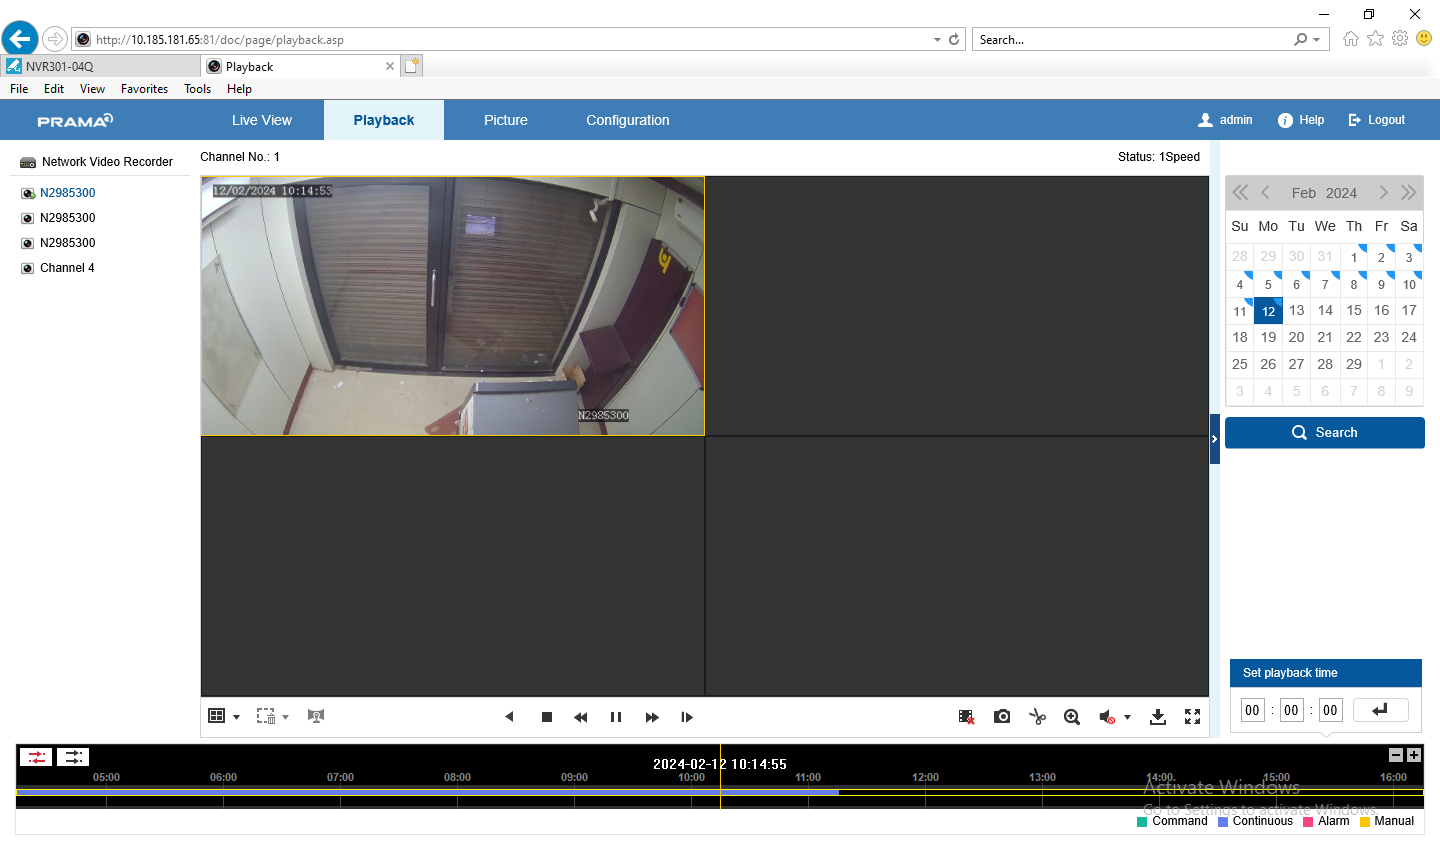 http://10.185.181.65:81/doc/page/playback.asp
Search...
NVR301-04Q
Playback
File Edit View Favorites Tools Help
PRAMA
Live View Playback Picture Configuration
admin Help Logout
Network Video Recorder
N2985300
N2985300
N2985300
Channel 4
Channel No.: 1
Status: 1Speed
12/02/2024 10:14:53
N2985300
Feb 2024
Su Mo Tu We Th Fr Sa
28 29 30 31 1 2 3
4 5 6 7 8 9 10
11 12 13 14 15 16 17
18 19 20 21 22 23 24
25 26 27 28 29 1 2
3 4 5 6 7 8 9
Search
Set playback time
00 : 00 : 00
2024-02-12 10:14:55
05:00 06:00 07:00 08:00 09:00 10:00 11:00 12:00 13:00 14:00 15:00 16:00
Activate Windows
Go to Settings to activate Windows.
Command Continuous Alarm Manual